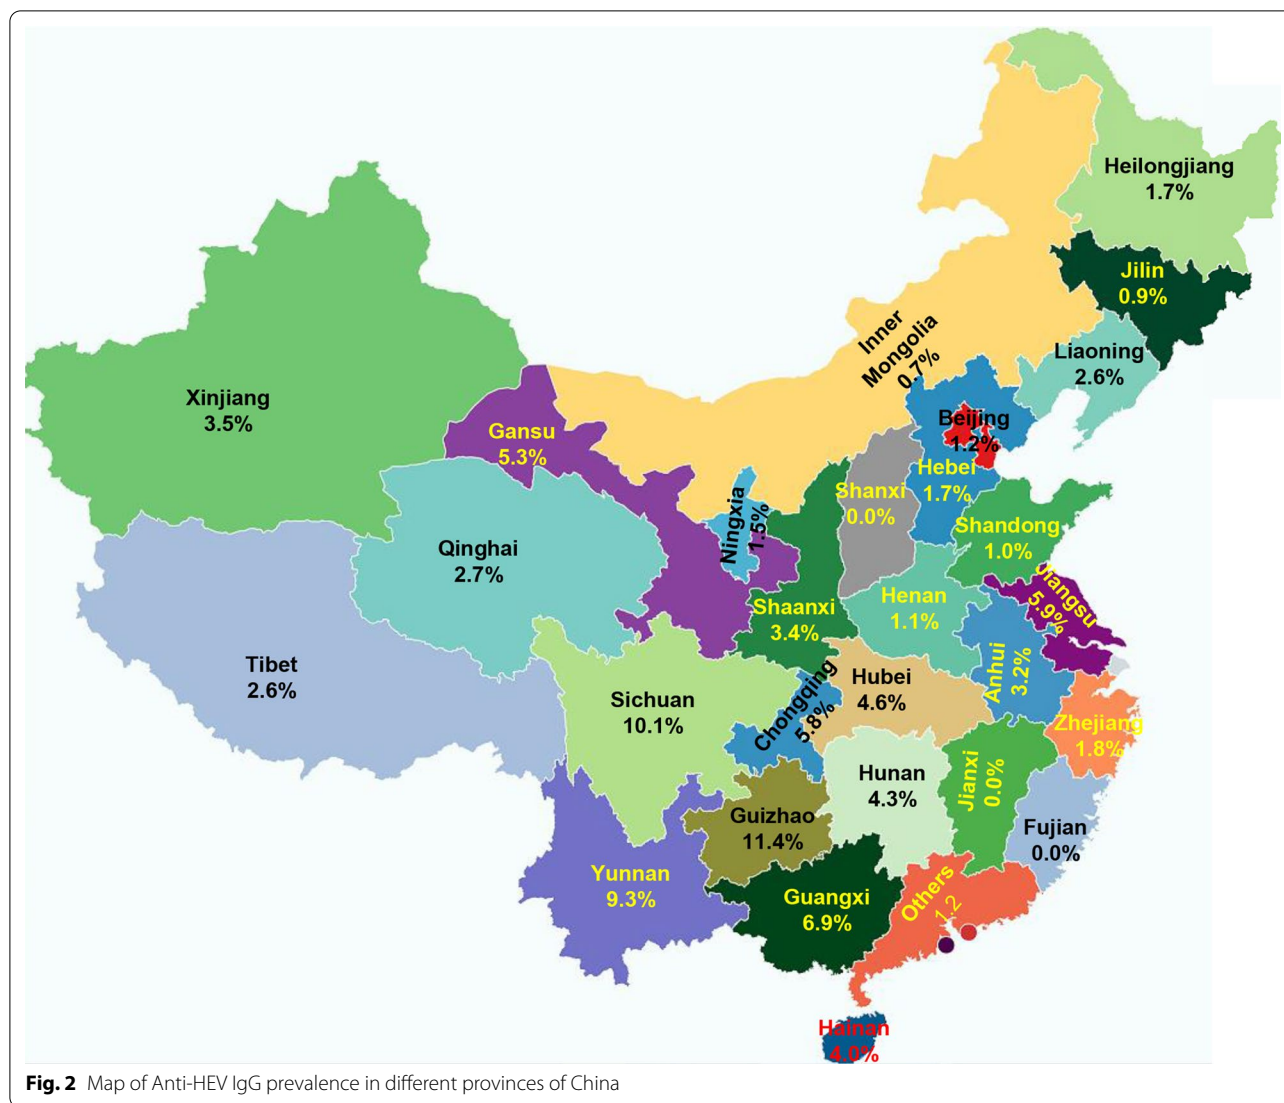 Heilongjiang
1.7%
Jilin
0.9%
Inner
Mongolia
0.7%
Liaoning
2.6%
Xinjiang
3.5%
Gansu
5.3%
Beijing
1.2%
Hebei
1.7%
Shanxi
0.0%
Ningxia
1.5%
Shandong
1.0%
Qinghai
2.7%
Shaanxi
3.4%
Henan
1.1%
Jiangsu
5.9%
Tibet
2.6%
Sichuan
10.1%
Chongqing
5.8%
Hubei
4.6%
Anhui
3.2%
Zhejiang
1.8%
Hunan
4.3%
Jianxi
0.0%
Guizhao
11.4%
Fujian
0.0%
Yunnan
9.3%
Guangxi
6.9%
Others
1.2
Hainan
4.0%
Fig. 2 Map of Anti-HEV IgG prevalence in different provinces of China